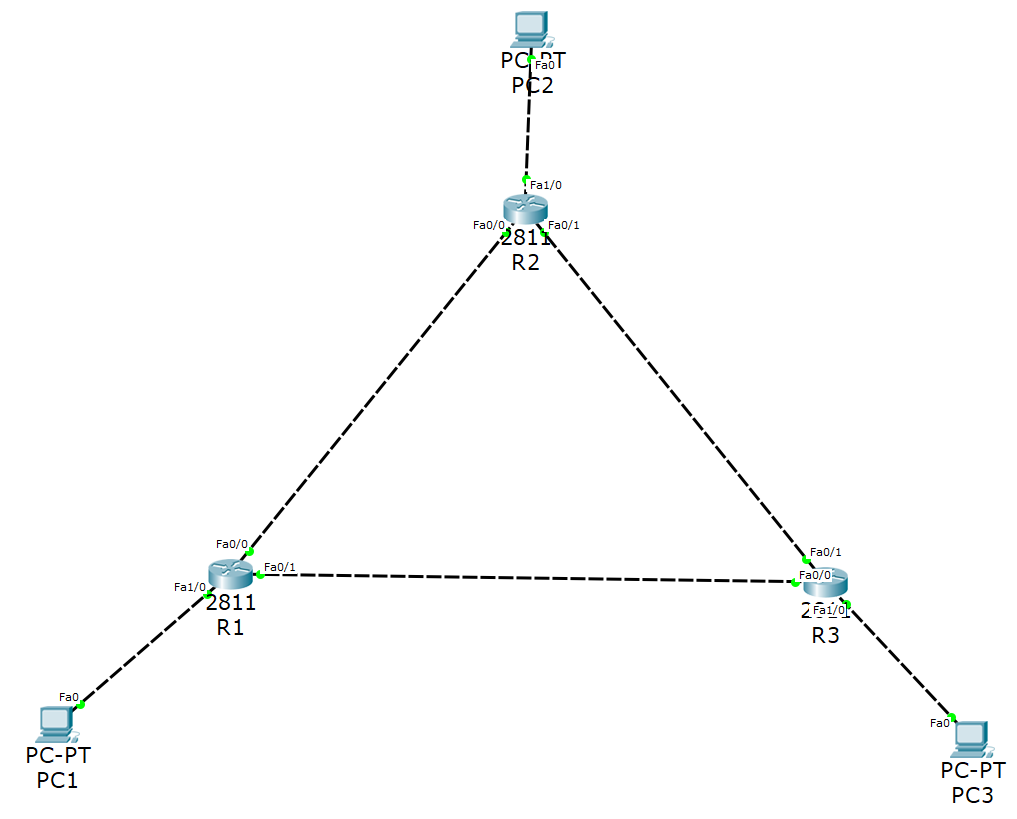 PC-PT
Fa0
PC2
Fa1/0
Fa0/0
Fa0/1
2811
R2
Fa0/0
Fa0/1
Fa0/1
Fa0/0
Fa1/0
2811
R1
2811
Fa1/0
R3
Fa0
PC-PT
PC1
Fa0
PC-PT
PC3